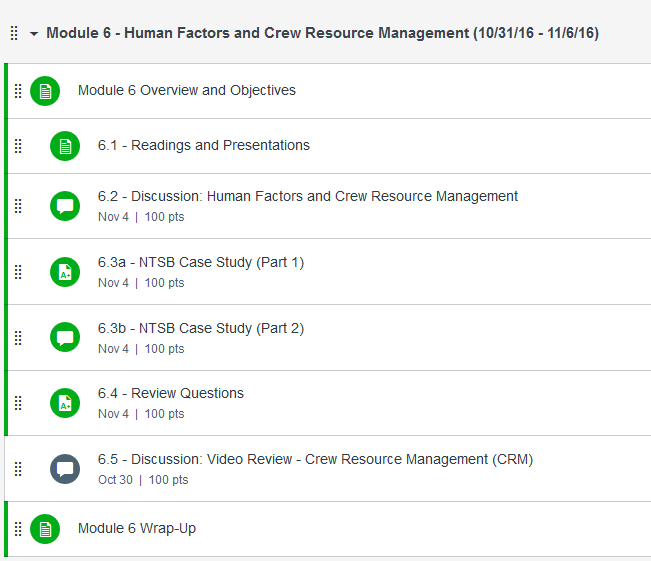 Module 6 - Human Factors and Crew Resource Management (10/31/16 - 11/6/16)
Module 6 Overview and Objectives
6.1 - Readings and Presentations
6.2 - Discussion: Human Factors and Crew Resource Management
Nov 4 | 100 pts
6.3a - NTSB Case Study (Part 1)
Nov 4 | 100 pts
6.3b - NTSB Case Study (Part 2)
Nov 4 | 100 pts
6.4 - Review Questions
Nov 4 | 100 pts
6.5 - Discussion: Video Review - Crew Resource Management (CRM)
Oct 30 | 100 pts
Module 6 Wrap-Up